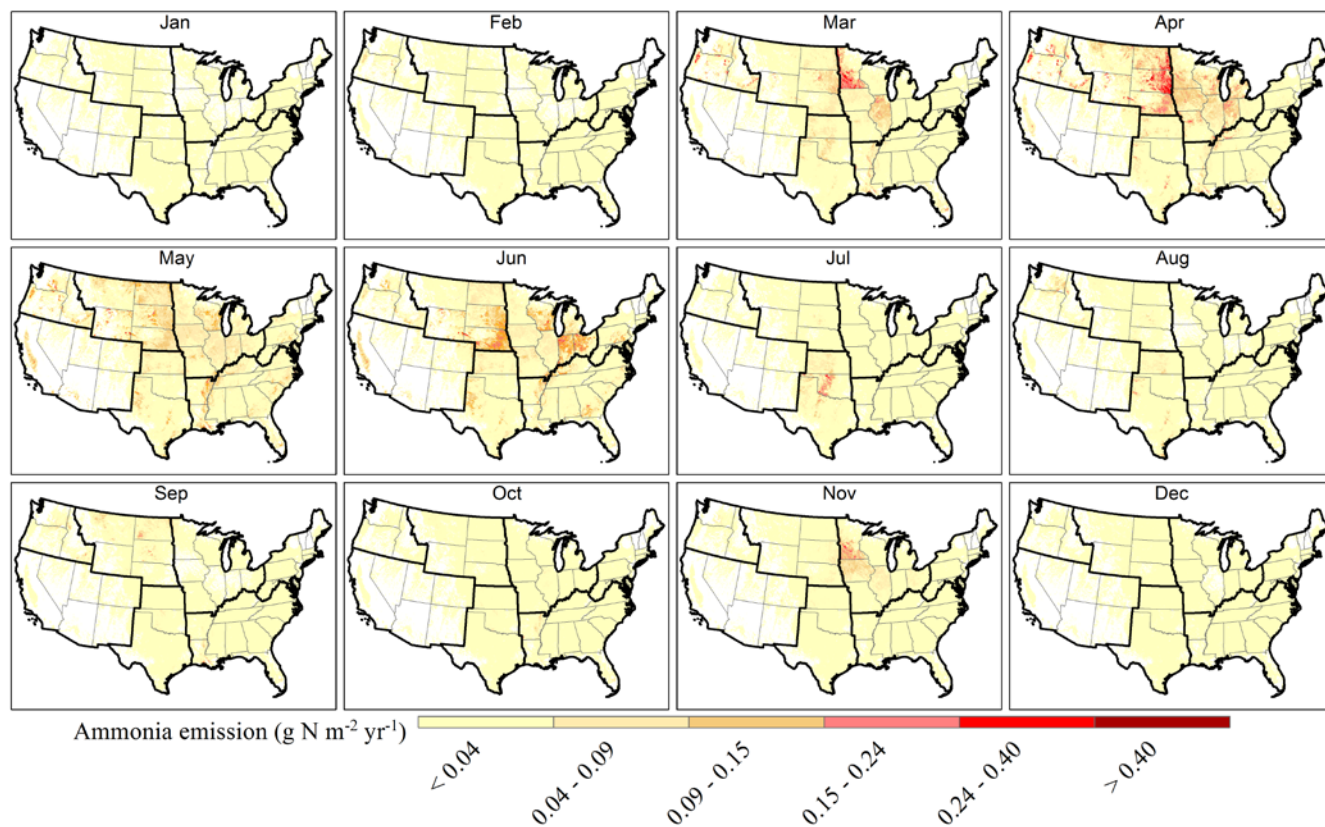 Jan
Feb
Mar
Apr
May
Jun
Jul
Aug
Sep
Oct
Nov
Dec
Ammonia emission (g N m⁻² yr⁻¹)
< 0.04
0.04 - 0.09
0.09 - 0.15
0.15 - 0.24
0.24 - 0.40
> 0.40